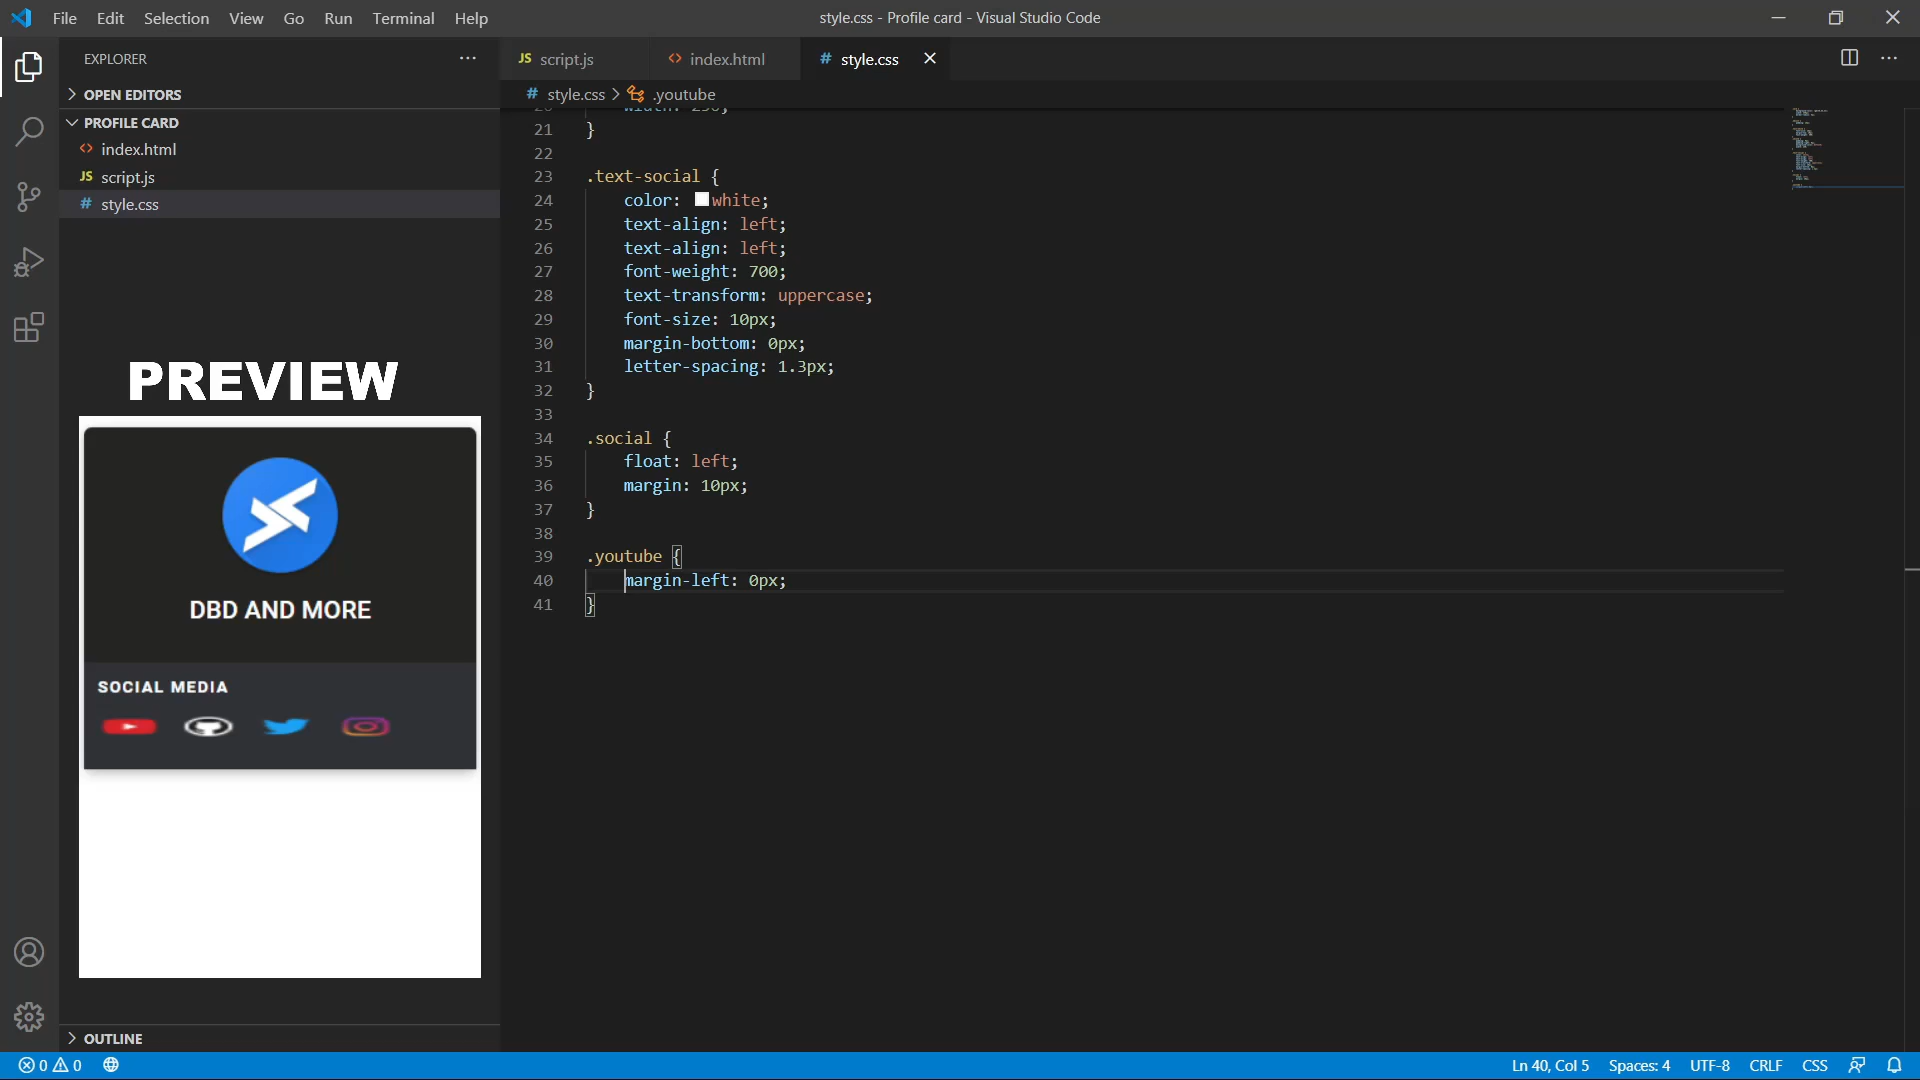 File Edit Selection View Go Run Terminal Help
style.css - Profile card - Visual Studio Code
EXPLORER
OPEN EDITORS
PROFILE CARD
<> index.html
JS script.js
# style.css
PREVIEW
DBD AND MORE
SOCIAL MEDIA
OUTLINE
JS script.js
<> index.html
# style.css
# style.css > .youtube
21 }
22
23 .text-social {
24 color: white;
25 text-align: left;
26 text-align: left;
27 font-weight: 700;
28 text-transform: uppercase;
29 font-size: 10px;
30 margin-bottom: 0px;
31 letter-spacing: 1.3px;
32 }
33
34 .social {
35 float: left;
36 margin: 10px;
37 }
38
39 .youtube {
40 margin-left: 0px;
41 }
0 0
Ln 40, Col 5 Spaces: 4 UTF-8 CRLF CSS